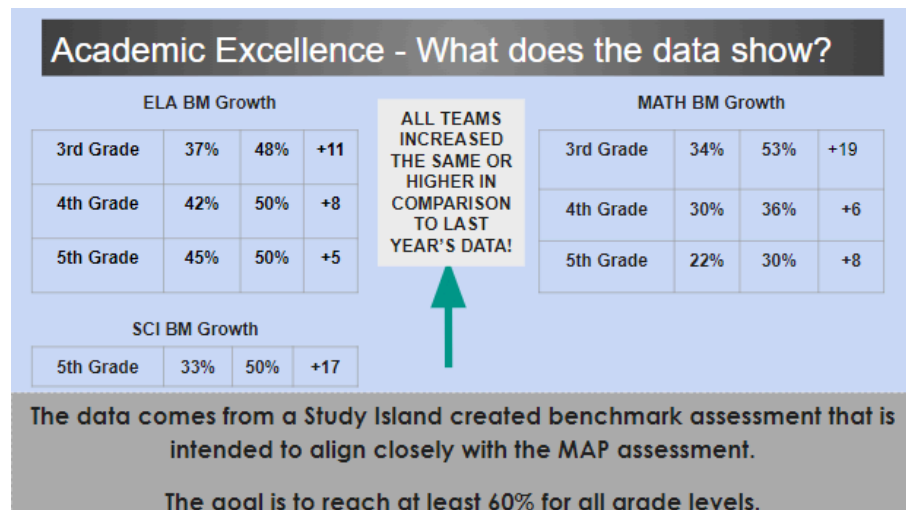 Academic Excellence - What does the data show?
ELA BM Growth
3rd Grade 37% 48% +11
4th Grade 42% 50% +8
5th Grade 45% 50% +5
ALL TEAMS
INCREASED
THE SAME OR
HIGHER IN
COMPARISON
TO LAST
YEAR'S DATA!
MATH BM Growth
3rd Grade 34% 53% +19
4th Grade 30% 36% +6
5th Grade 22% 30% +8
SCI BM Growth
5th Grade 33% 50% +17
The data comes from a Study Island created benchmark assessment that is
intended to align closely with the MAP assessment.
The goal is to reach at least 60% for all grade levels.